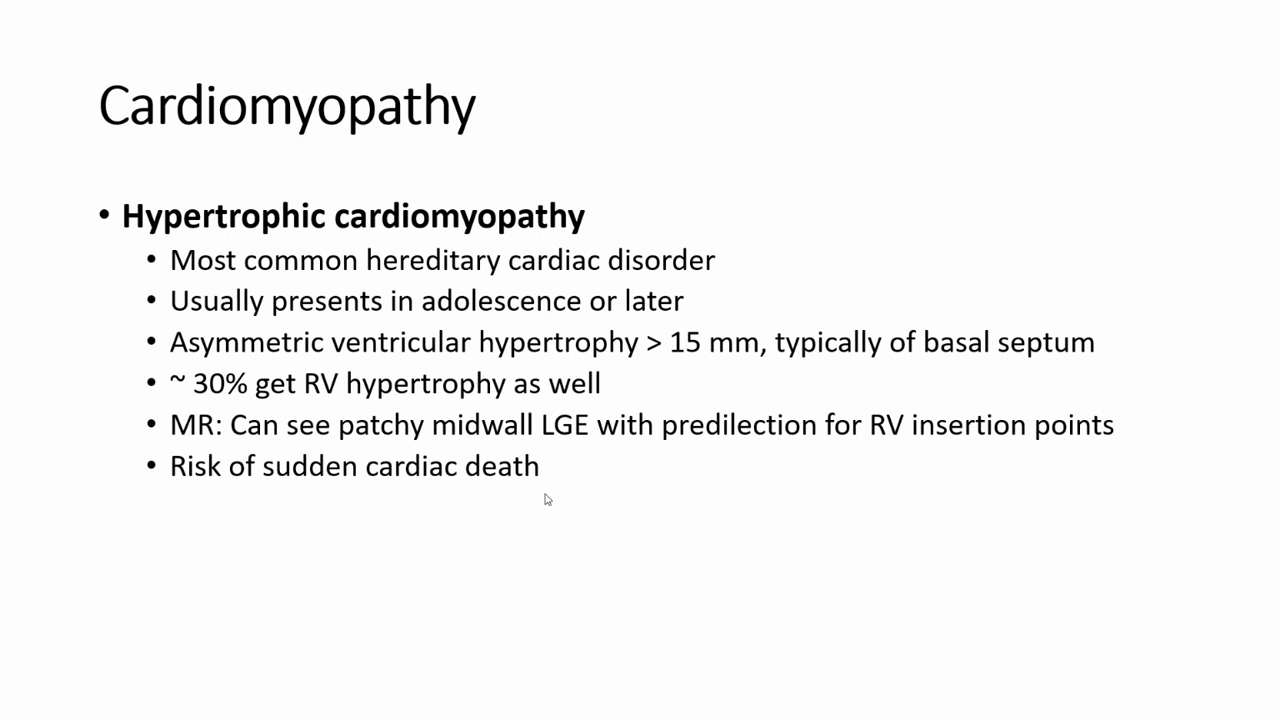 Cardiomyopathy
• Hypertrophic cardiomyopathy
• Most common hereditary cardiac disorder
• Usually presents in adolescence or later
• Asymmetric ventricular hypertrophy > 15 mm, typically of basal septum
• ~ 30% get RV hypertrophy as well
• MR: Can see patchy midwall LGE with predilection for RV insertion points
• Risk of sudden cardiac death